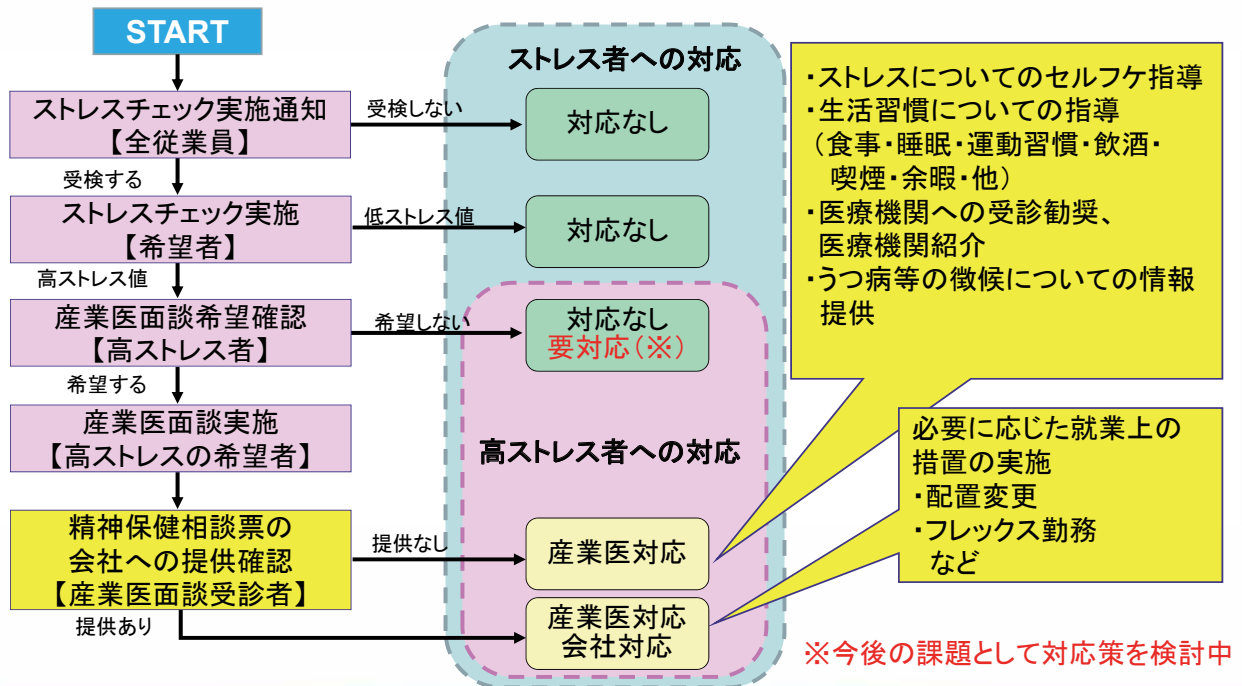 START
ストレスチェック実施通知
【全従業員】
受検しない
受検する
ストレスチェック実施
【希望者】
低ストレス値
高ストレス値
産業医面談希望確認
【高ストレス者】
希望しない
希望する
産業医面談実施
【高ストレスの希望者】
精神保健相談票の
会社への提供確認
【産業医面談受診者】
提供なし
提供あり
ストレス者への対応
対応なし
対応なし
対応なし
要対応(※)
高ストレス者への対応
産業医対応
産業医対応
会社対応
・ストレスについてのセルフケ指導
・生活習慣についての指導
(食事・睡眠・運動習慣・飲酒・
喫煙・余暇・他)
・医療機関への受診勧奨、
医療機関紹介
・うつ病等の徴候についての情報
提供
必要に応じた就業上の
措置の実施
・配置変更
・フレックス勤務
など
※今後の課題として対応策を検討中